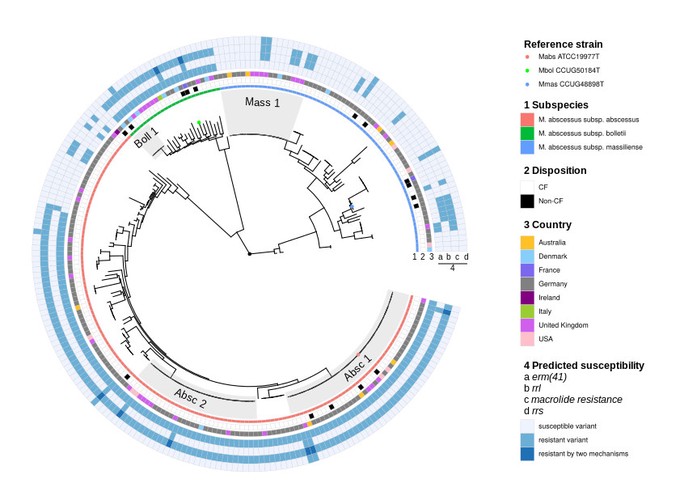 Boll 1
Mass 1
Absc 1
Absc 2
1 2 3 a b c d
4
Reference strain
Mabs ATCC19977T
Mbol CCUG50184T
Mmas CCUG48898T
1 Subspecies
M. abscessus subsp. abscessus
M. abscessus subsp. bolletii
M. abscessus subsp. massiliense
2 Disposition
CF
Non-CF
3 Country
Australia
Denmark
France
Germany
Ireland
Italy
United Kingdom
USA
4 Predicted susceptibility
a erm(41)
b rrl
c macrolide resistance
d rrs
susceptible variant
resistant variant
resistant by two mechanisms